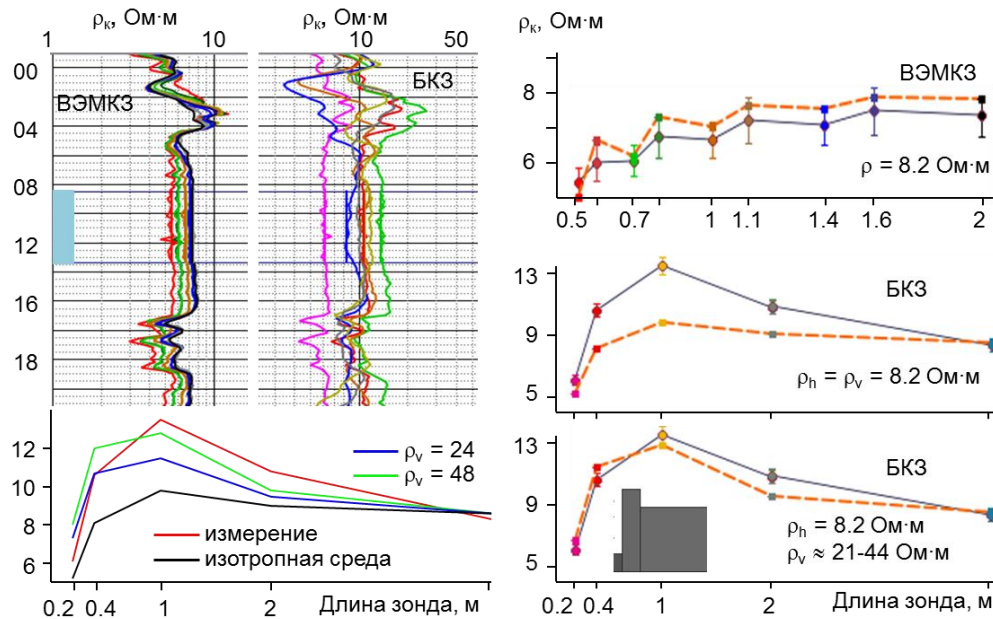 ρк, Ом·м
ρк, Ом·м
1
10
10
50
00
04
08
12
16
18
ВЭМКЗ
БКЗ
12
10
8
6
ρv = 24
ρv = 48
измерение
изотропная среда
0.2
0.4
1
2
Длина зонда, м
ρк, Ом·м
ВЭМКЗ
8
6
ρ = 8.2 Ом·м
0.5
0.7
1
1.1
1.4
1.6
2
БКЗ
13
9
5
ρh = ρv = 8.2 Ом·м
БКЗ
13
9
5
ρh = 8.2 Ом·м
ρv ≈ 21-44 Ом·м
0.2
0.4
1
2
Длина зонда, м